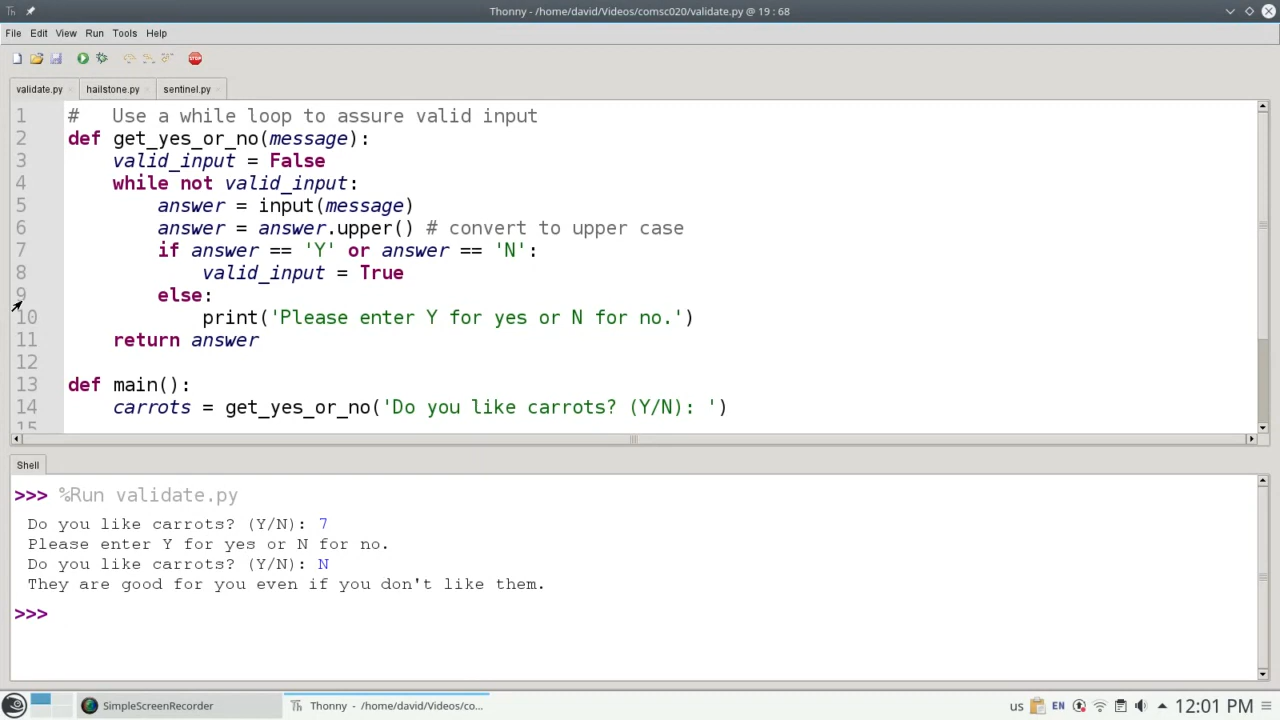 Thonny - /home/david/Videos/comsc020/validate.py @ 19 : 68
File Edit View Run Tools Help
STOP
validate.py hailstone.py sentinel.py
1 # Use a while loop to assure valid input
2 def get_yes_or_no(message):
3 valid_input = False
4 while not valid_input:
5 answer = input(message)
6 answer = answer.upper() # convert to upper case
7 if answer == 'Y' or answer == 'N':
8 valid_input = True
9 else:
10 print('Please enter Y for yes or N for no.')
11 return answer
12
13 def main():
14 carrots = get_yes_or_no('Do you like carrots? (Y/N): ')
15
Shell
>>> %Run validate.py
Do you like carrots? (Y/N): 7
Please enter Y for yes or N for no.
Do you like carrots? (Y/N): N
They are good for you even if you don't like them.
>>>
SimpleScreenRecorder Th Thonny - /home/david/Videos/co... us EN 12:01 PM